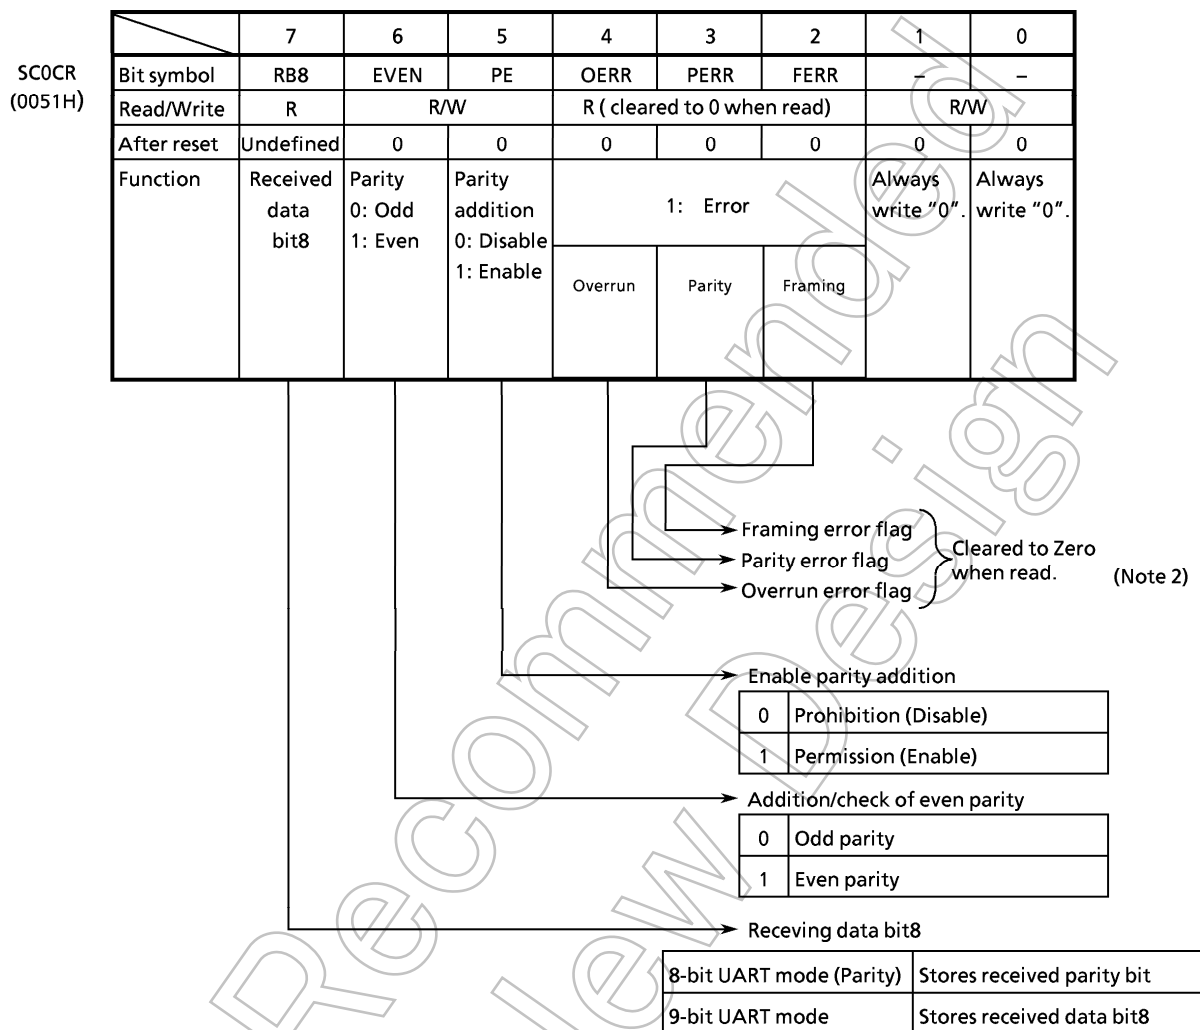 7 6 5 4 3 2 1 0
SC0CR
(0051H)
Bit symbol RB8 EVEN PE OERR PERR FERR – –
Read/Write R R/W R ( cleared to 0 when read) R/W
After reset Undefined 0 0 0 0 0 0 0
Function
Received
data
bit8
Parity
0: Odd
1: Even
Parity
addition
0: Disable
1: Enable
1: Error
Overrun Parity Framing
Always
write "0".
Always
write "0".
Framing error flag
Parity error flag
Overrun error flag
Cleared to Zero
when read.
(Note 2)
Enable parity addition
0 Prohibition (Disable)
1 Permission (Enable)
Addition/check of even parity
0 Odd parity
1 Even parity
Receving data bit8
8-bit UART mode (Parity) Stores received parity bit
9-bit UART mode Stores received data bit8
Recommended
New Design